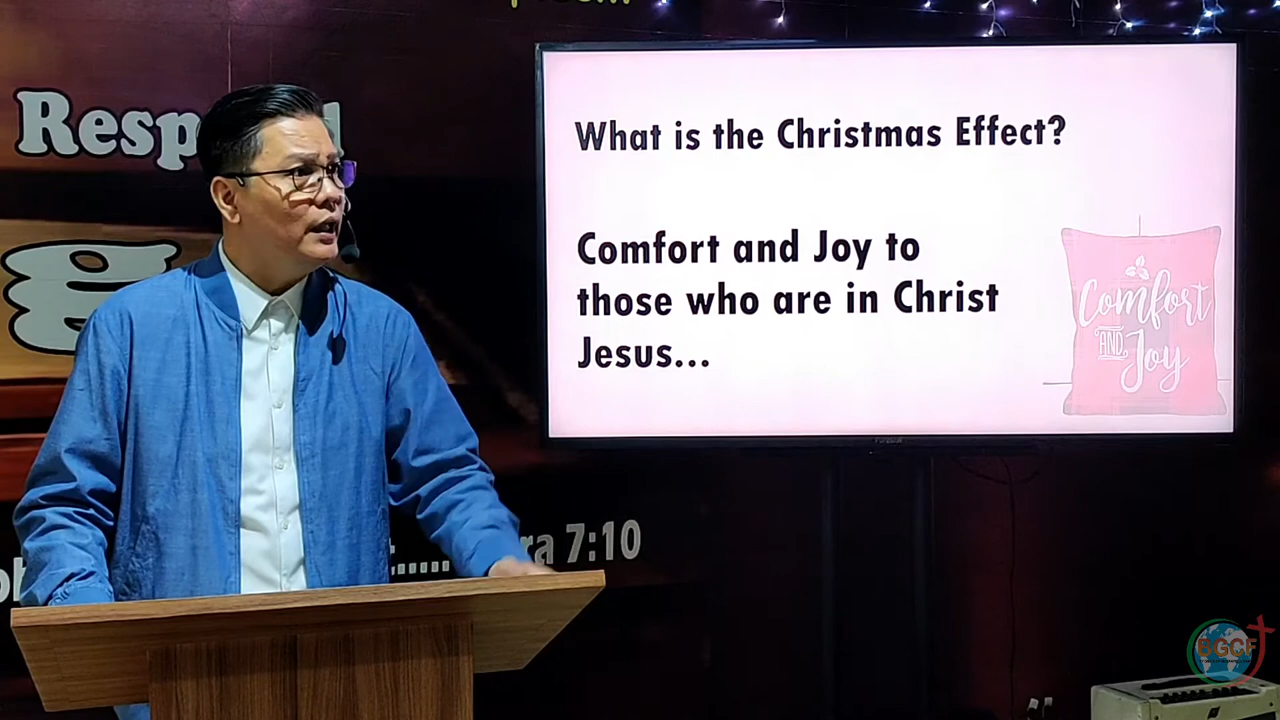 What is the Christmas Effect?
Comfort and Joy to
those who are in Christ
Jesus...
Comfort
AND
Joy
7:10
BGCF